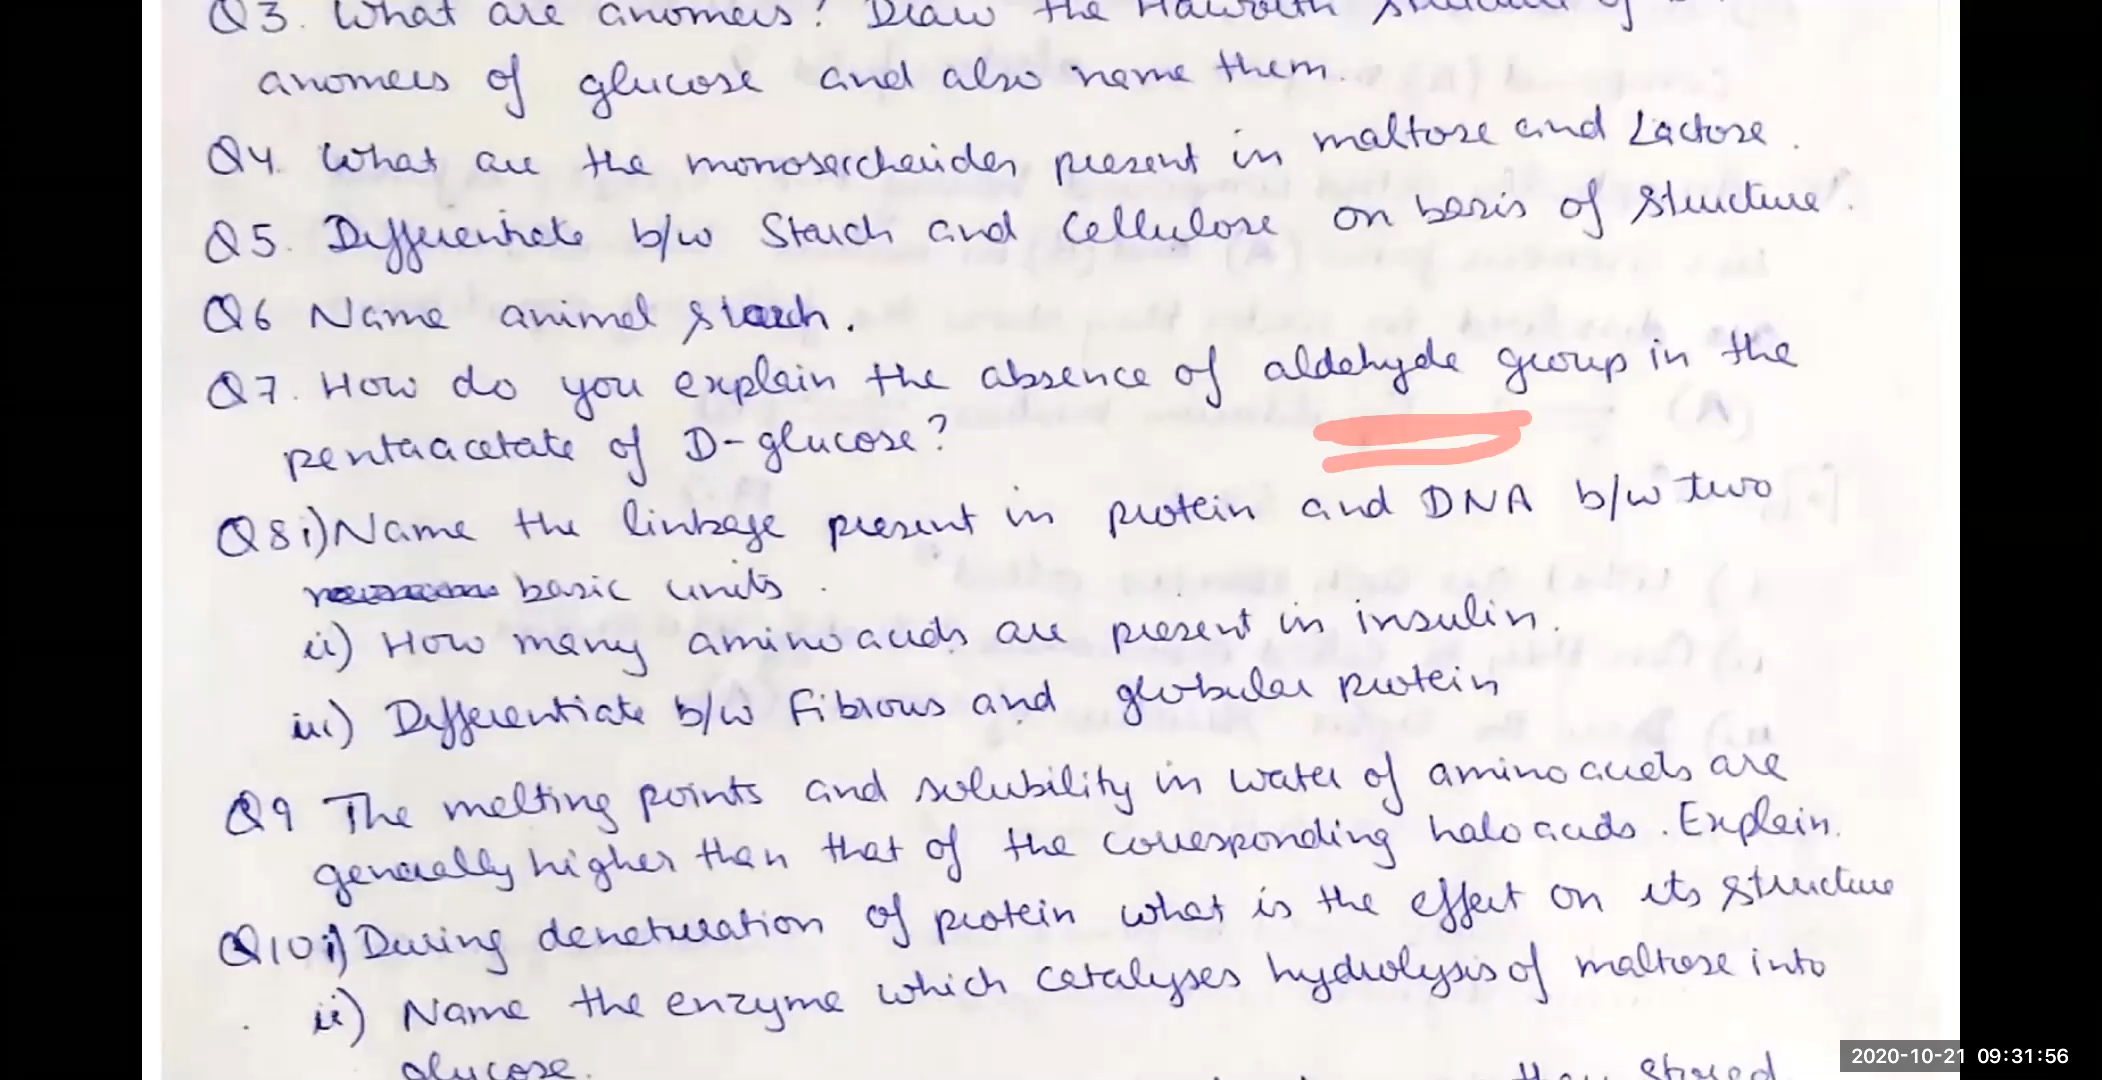 Q3. What are anomers? Draw the Haworth structure of
anomers of glucose and also name them.
Q4. What are the monosaccharides present in maltose and Lactose.
Q5. Differentiate b/w Starch and Cellulose on basis of structure.
Q6 Name animal starch.
Q7. How do you explain the absence of aldehyde group in the
pentaacetate of D-glucose?
Q8 i) Name the linkage present in protein and DNA b/w two
basic units.
ii) How many aminoacids are present in insulin.
iii) Differentiate b/w Fibrous and globular protein
Q9 The melting points and solubility in water of aminoacids are
generally higher than that of the corresponding halo acids. Explain.
Q10 i) During denaturation of protein what is the effect on its structure
ii) Name the enzyme which catalyses hydrolysis of maltose into
glucose.
they stored
2020-10-21 09:31:56